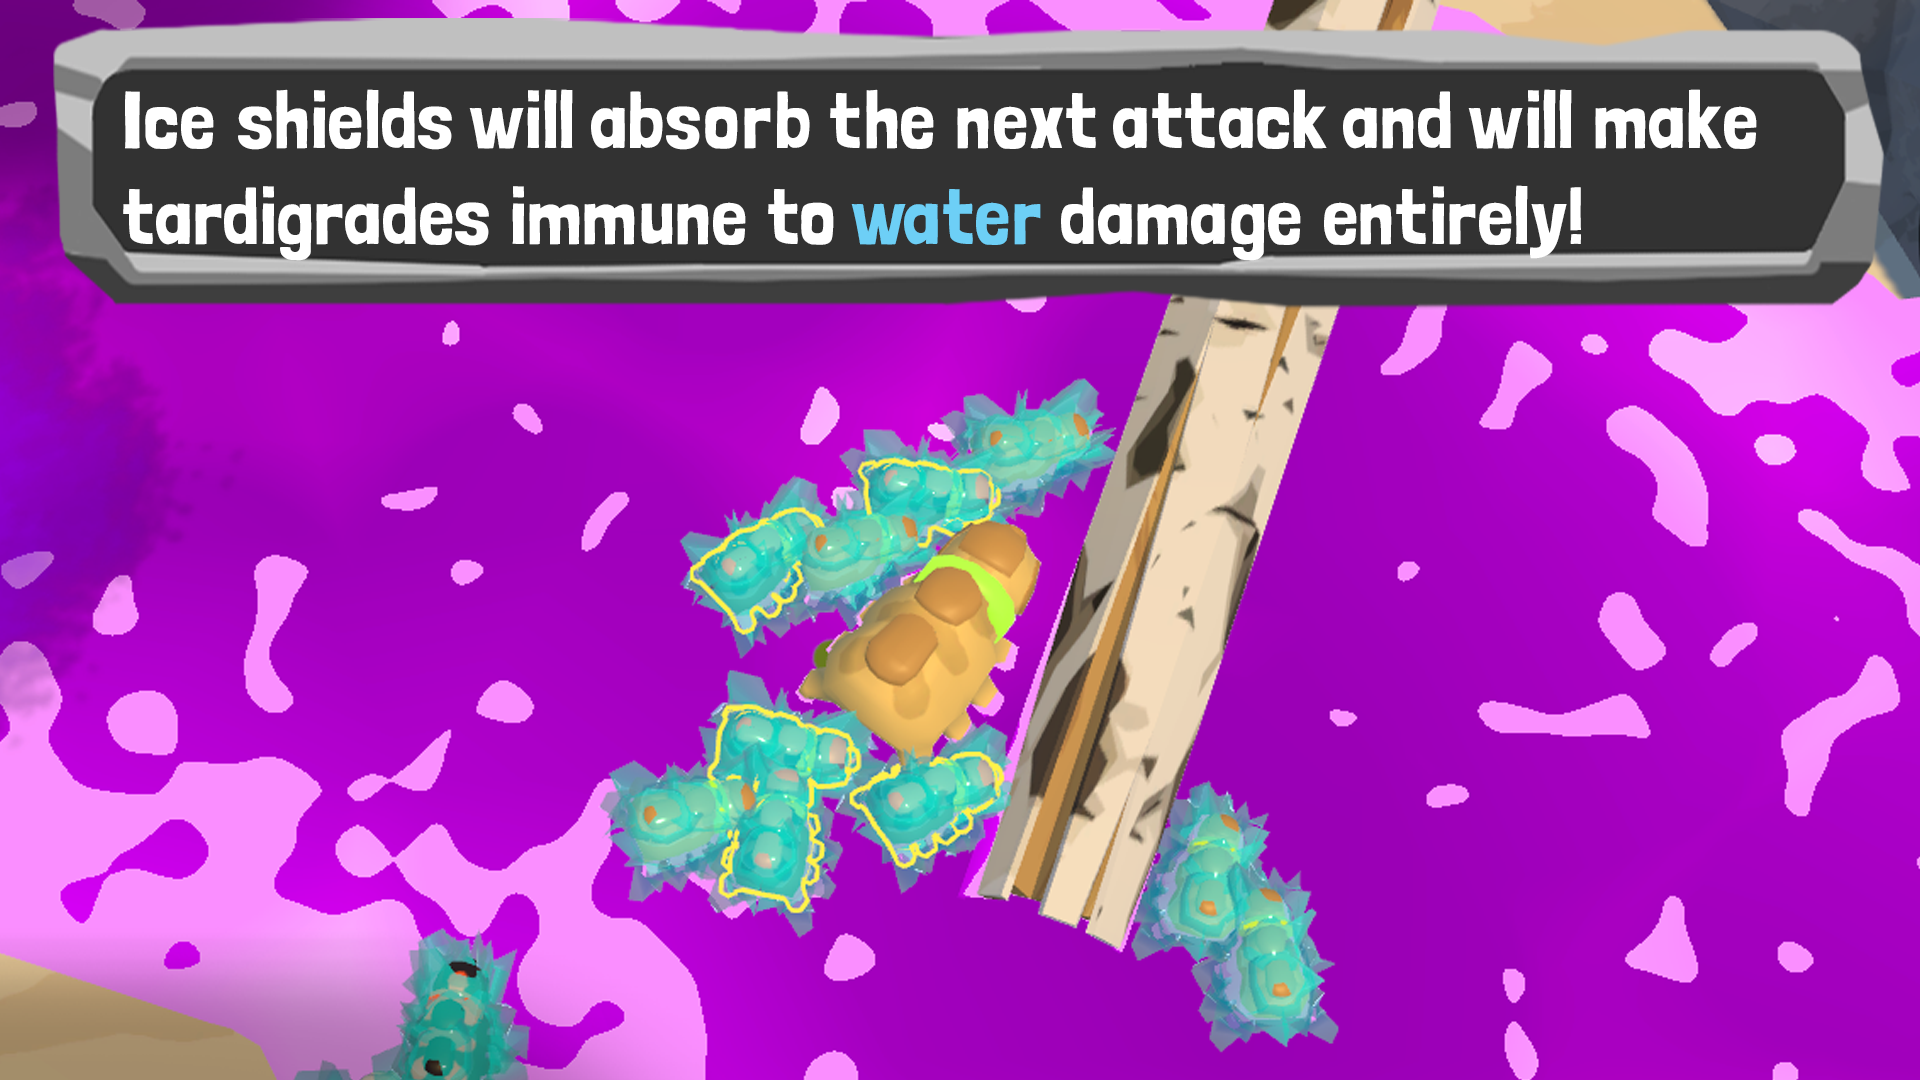 Ice shields will absorb the next attack and will make
tardigrades immune to water damage entirely!